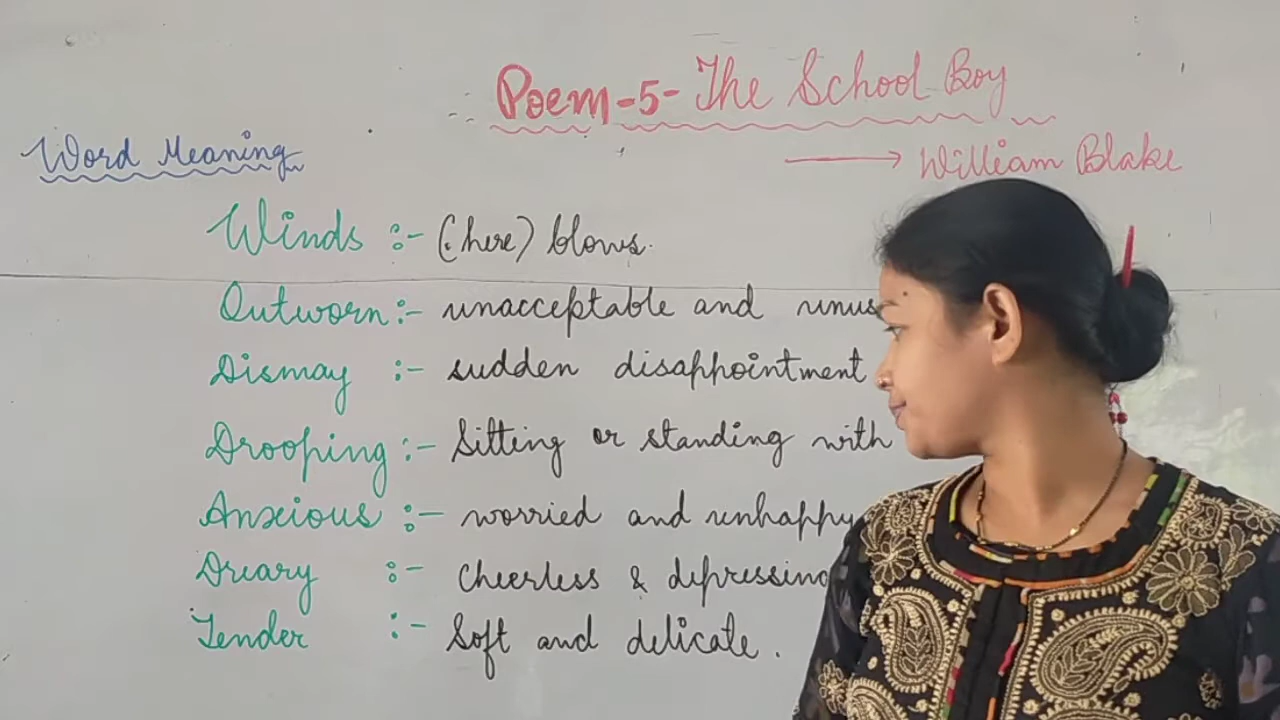 Poem-5- The School Boy
→ William Blake
Word Meaning
Winds :- (here) blows.
Outworn :- unacceptable and
Dismay :- sudden disappointment
Drooping :- Sitting or standing with
Anxious :- worried and unhappy
Dreary :- Cheerless & depressing
Tender :- Soft and delicate.